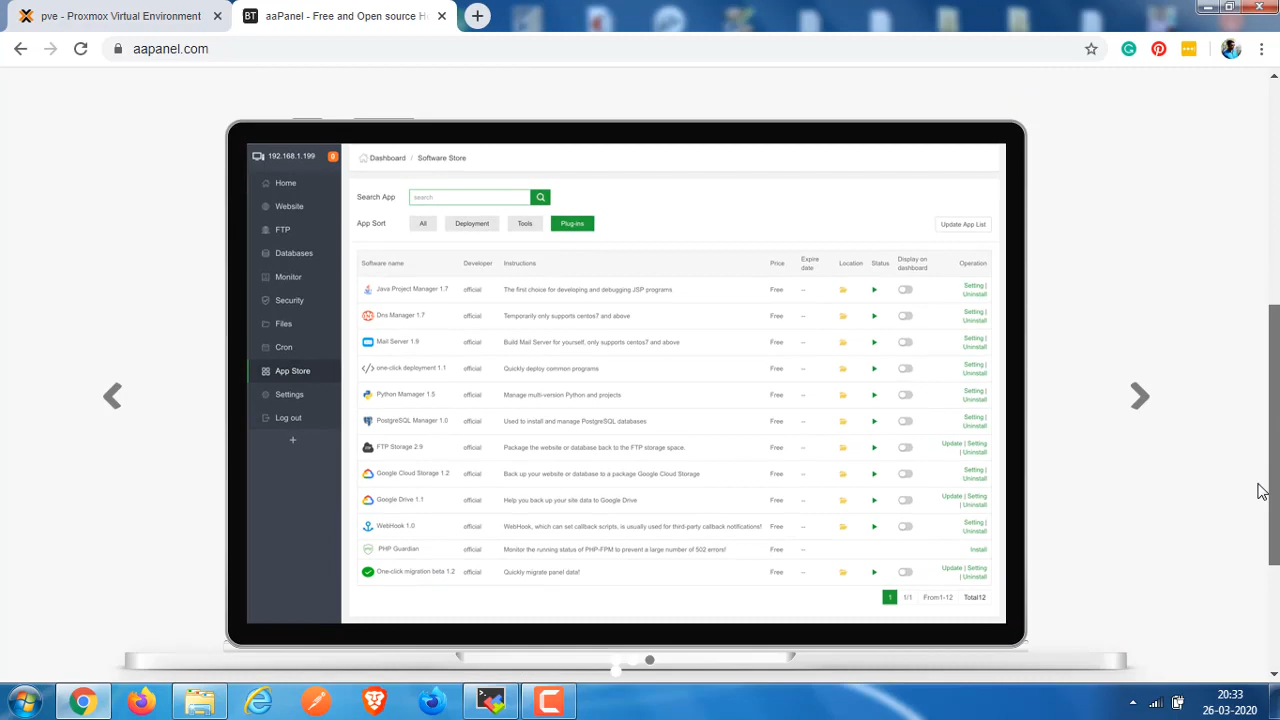 pve - Proxmox Virtual Environment
BT aaPanel - Free and Open source Ho
aapanel.com
192.168.1.199 0
Home
Website
FTP
Databases
Monitor
Security
Files
Cron
App Store
Settings
Log out
Dashboard / Software Store
Search App search
App Sort All Deployment Tools Plug-ins Update App List
Software name Developer Instructions Price Expire date Location Status Display on dashboard Operation
Java Project Manager 1.7 official The first choice for developing and debugging JSP programs. Free -- Setting | Uninstall
Dns Manager 1.7 official Temporarily only supports centos7 and above Free -- Setting | Uninstall
Mail Server 1.9 official Build Mail Server for yourself, only supports centos7 and above Free -- Setting | Uninstall
one-click deployment 1.1 official Quickly deploy common programs Free -- Setting | Uninstall
Python Mamager 1.5 official Manage multi-version Python and projects Free -- Setting | Uninstall
PostgreSQL Manager 1.0 official Used to install and manage PostgreSQL databases Free -- Setting | Uninstall
FTP Storage 2.9 official Package the website or database back to the FTP storage space. Free -- Update | Setting | Uninstall
Google Cloud Storage 1.2 official Back up your website or database to a package Google Cloud Storage Free -- Setting | Uninstall
Google Drive 1.1 official Help you back up your site data to Google Drive Free -- Update | Setting | Uninstall
WebHook 1.0 official WebHook, which can set callback scripts, is usually used for third-party callback notifications! Free -- Setting | Uninstall
PHP Guardian official Monitor the running status of PHP-FPM to prevent a large number of 502 errors! Free -- Install
One-click migration beta 1.2 official Quickly migrate panel data! Free -- Update | Setting | Uninstall
1 1/1 From1-12 Total12
20:33
26-03-2020